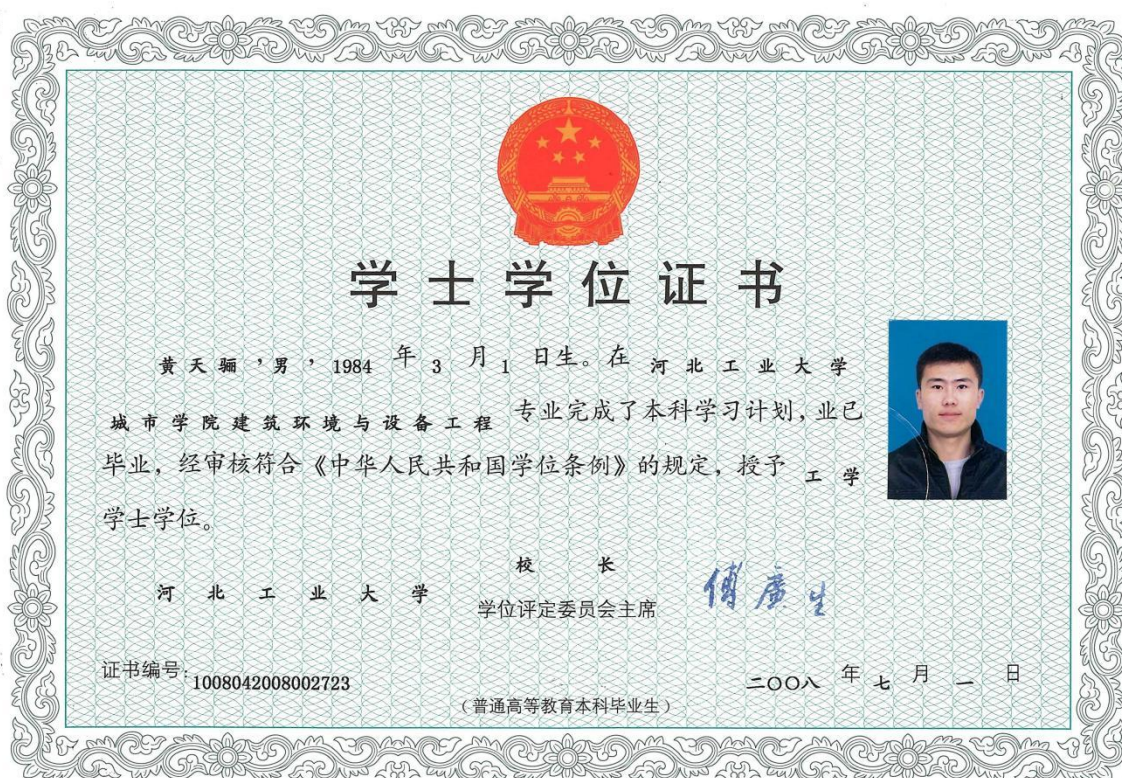 学士学位证书
黄天骊，男，1984 年 3 月 1 日生。在 河北工业大学
城市学院建筑环境与设备工程 专业完成了本科学习计划，业已
毕业，经审核符合《中华人民共和国学位条例》的规定，授予 工学
学士学位。
校 长
河北工业大学 学位评定委员会主席 傅廣生
证书编号：1008042008002723 二〇〇八 年 七 月 一 日
（普通高等教育本科毕业生）